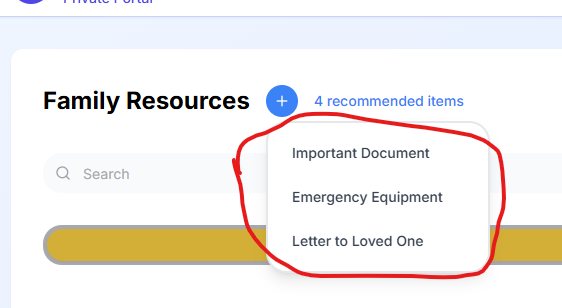 Private Portal
Family Resources
4 recommended items
Search
Important Document
Emergency Equipment
Letter to Loved One